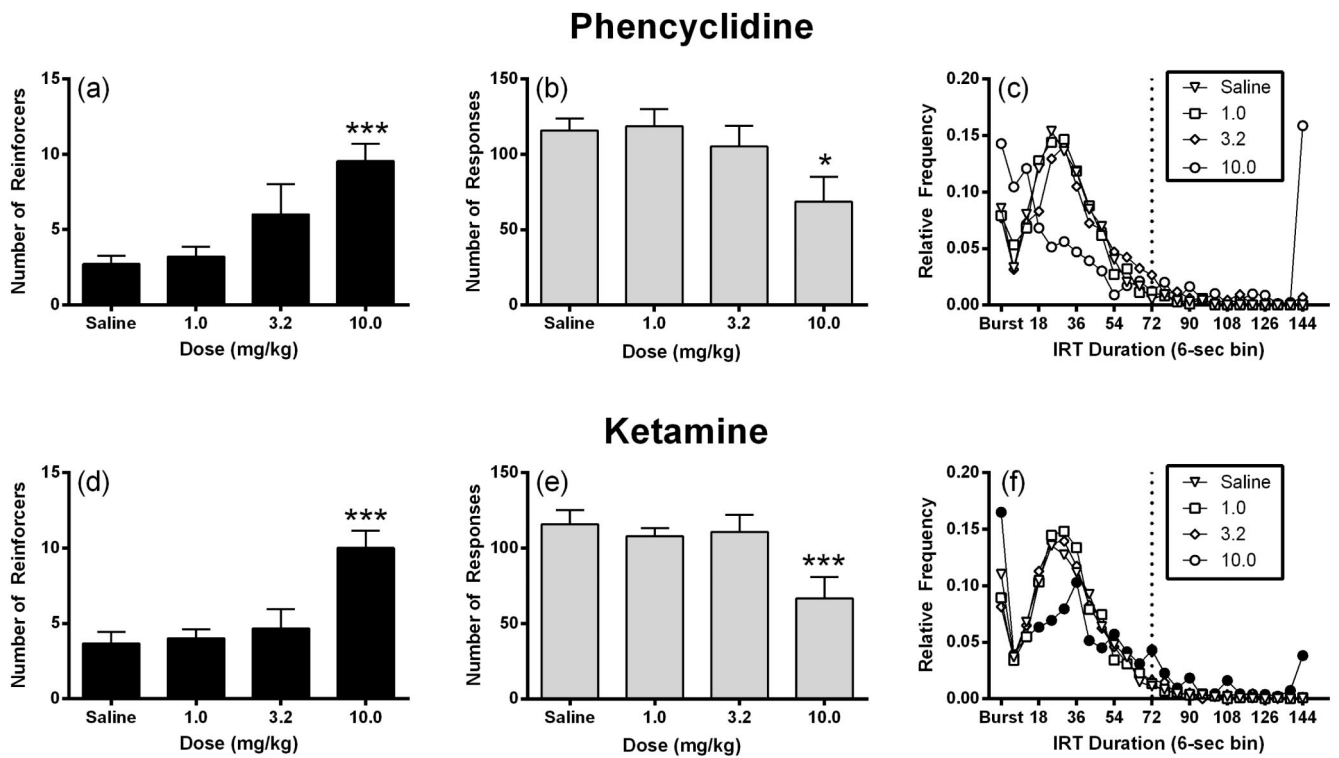 Phencyclidine
(a)
Number of Reinforcers
15
10
5
0
***
Saline 1.0 3.2 10.0
Dose (mg/kg)
(b)
Number of Responses
150
100
50
0
*
Saline 1.0 3.2 10.0
Dose (mg/kg)
(c)
Relative Frequency
0.20
0.15
0.10
0.05
0.00
Saline
1.0
3.2
10.0
Burst 18 36 54 72 90 108 126 144
IRT Duration (6-sec bin)
Ketamine
(d)
Number of Reinforcers
15
10
5
0
***
Saline 1.0 3.2 10.0
Dose (mg/kg)
(e)
Number of Responses
150
100
50
0
***
Saline 1.0 3.2 10.0
Dose (mg/kg)
(f)
Relative Frequency
0.20
0.15
0.10
0.05
0.00
Saline
1.0
3.2
10.0
Burst 18 36 54 72 90 108 126 144
IRT Duration (6-sec bin)